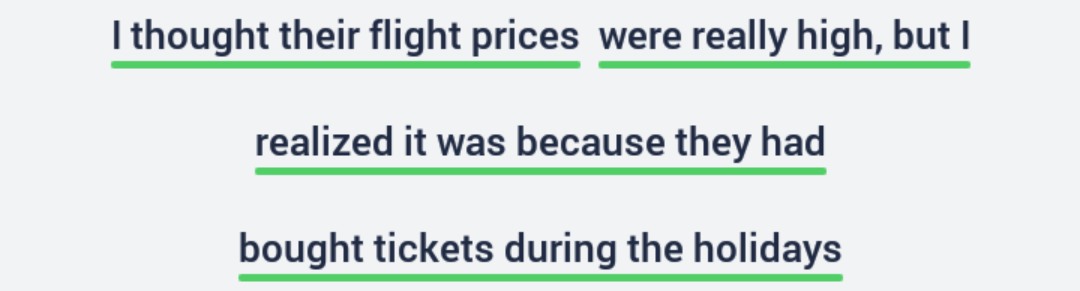 I thought their flight prices were really high, but I
realized it was because they had
bought tickets during the holidays